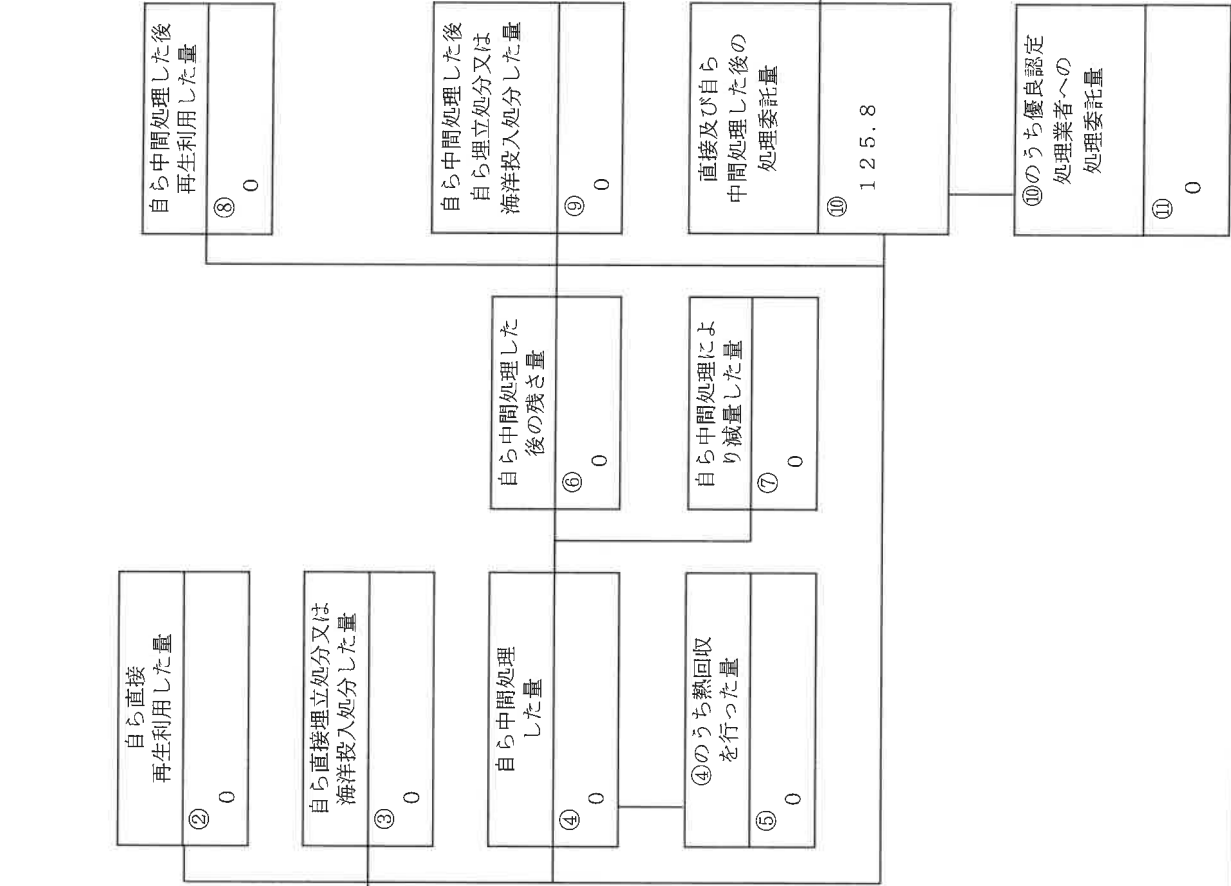 自ら直接
再生利用した量
②
0
自ら直接埋立処分又は
海洋投入処分した量
③
0
自ら中間処理
した量
④
0
④のうち熱回収
を行った量
⑤
0
自ら中間処理した
後の残さ量
⑥
0
自ら中間処理によ
り減量した量
⑦
0
自ら中間処理した後
再生利用した量
⑧
0
自ら中間処理した後
自ら埋立処分又は
海洋投入処分した量
⑨
0
直接及び自ら
中間処理した後の
処理委託量
⑩
125.8
⑩のうち優良認定
処理業者への
処理委託量
⑪
0